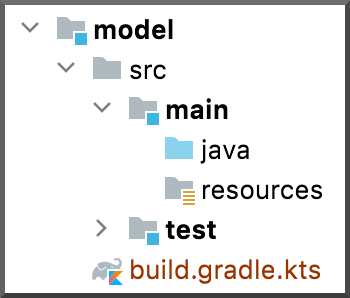 model
src
main
java
resources
test
build.gradle.kts